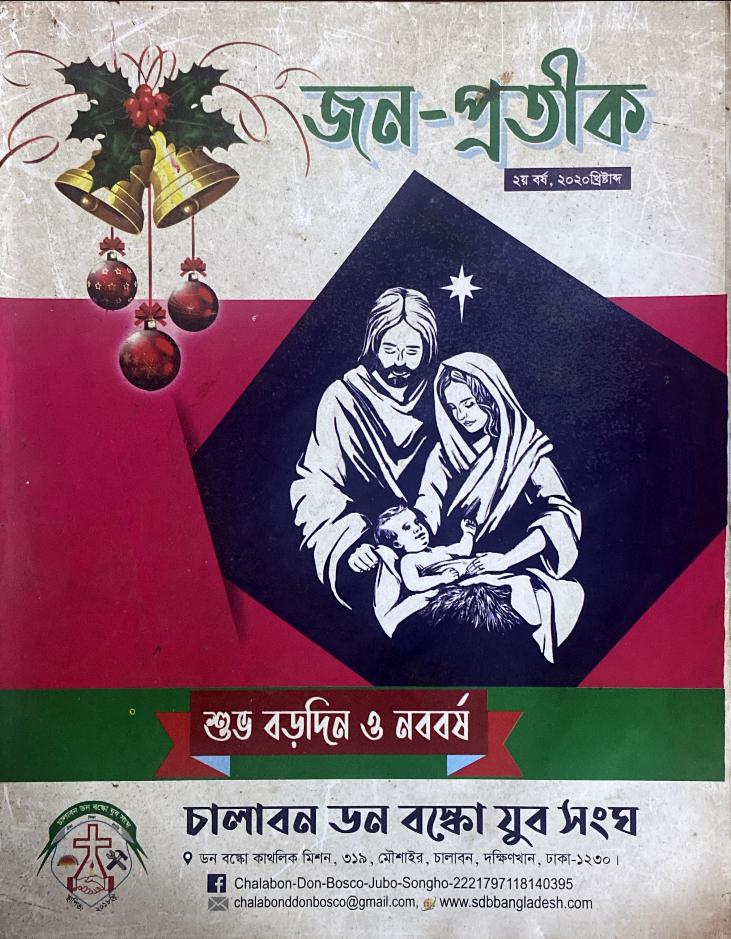 জন-প্রতীক
২য় বর্ষ, ২০২০খ্রিষ্টাব্দ
শুভ বড়দিন ও নববর্ষ
চালাবন ডন বস্কো যুব সংঘ
চালাবন ডন বস্কো যুব সংঘ
ডন বস্কো কাথলিক মিশন, ৩১৯, মৌশাইর, চালাবন, দক্ষিণখান, ঢাকা-১২৩০।
Chalabon-Don-Bosco-Jubo-Songho-2221797118140395
chalabonddonbosco@gmail.com, www.sdbbangladesh.com